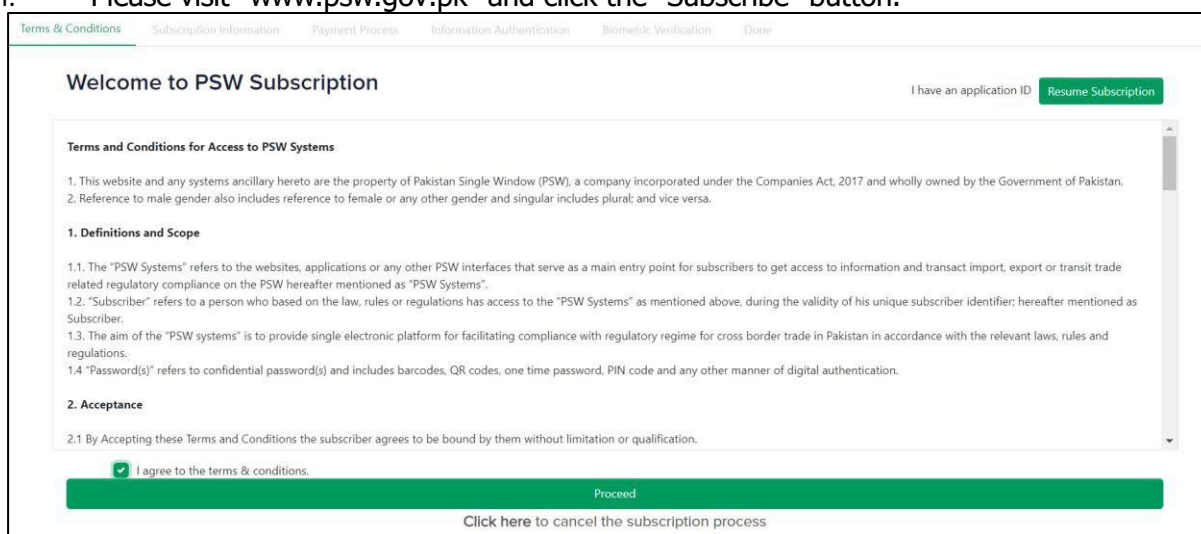 Please visit "www.psw.gov.pk" and click the "Subscribe" button.
Terms & Conditions Subscription Information Payment Process Information Authentication Biometric Verification Done
Welcome to PSW Subscription
I have an application ID Resume Subscription
Terms and Conditions for Access to PSW Systems
1. This website and any systems ancillary hereto are the property of Pakistan Single Window (PSW), a company incorporated under the Companies Act, 2017 and wholly owned by the Government of Pakistan.
2. Reference to male gender also includes reference to female or any other gender and singular includes plural; and vice versa.
1. Definitions and Scope
1.1. The "PSW Systems" refers to the websites, applications or any other PSW interfaces that serve as a main entry point for subscribers to get access to information and transact import, export or transit trade
related regulatory compliance on the PSW hereafter mentioned as "PSW Systems".
1.2. "Subscriber" refers to a person who based on the law, rules or regulations has access to the "PSW Systems" as mentioned above, during the validity of his unique subscriber identifier; hereafter mentioned as
Subscriber.
1.3. The aim of the "PSW systems" is to provide single electronic platform for facilitating compliance with regulatory regime for cross border trade in Pakistan in accordance with the relevant laws, rules and
regulations.
1.4 "Password(s)" refers to confidential password(s) and includes barcodes, QR codes, one time password, PIN code and any other manner of digital authentication.
2. Acceptance
2.1 By Accepting these Terms and Conditions the subscriber agrees to be bound by them without limitation or qualification.
I agree to the terms & conditions.
Proceed
Click here to cancel the subscription process